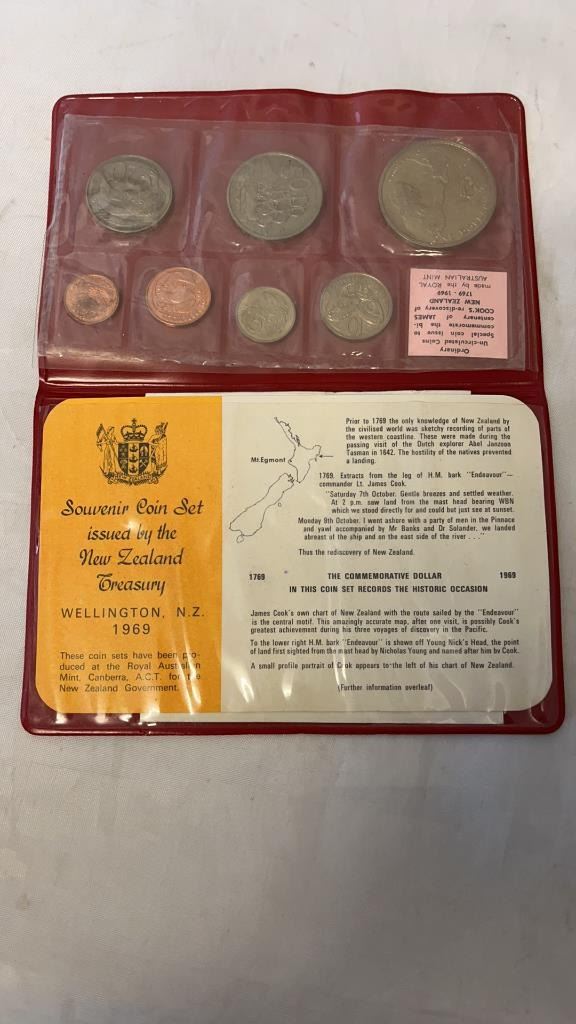 50
Ordinary
Un-circulated Coins
Special coin issue to
commemorate the bi-
centenary of JAMES
COOK'S re-discovery of
NEW ZEALAND
1769 - 1969
made by the ROYAL
AUSTRALIAN MINT
Souvenir Coin Set
issued by the
New Zealand
Treasury
WELLINGTON, N.Z.
1969
These coin sets have been pro-
duced at the Royal Australian
Mint, Canberra, A.C.T. for the
New Zealand Government.
Mt.Egmont
Prior to 1769 the only knowledge of New Zealand by
the civilised world was sketchy recording of parts of
the western coastline. These were made during the
passing visit of the Dutch explorer Abel Janzoon
Tasman in 1642. The hostility of the natives prevented
a landing.
1769. Extracts from the log of H.M. bark "Endeavour"—
commander Lt. James Cook.
"Saturday 7th October. Gentle breezes and settled weather.
At 2 p.m. saw land from the mast head bearing WBN
which we stood directly for and could but just see at sunset.
Monday 9th October. I went ashore with a party of men in the Pinnace
and yawl accompanied by Mr Banks and Dr Solander, we landed
abreast of the ship and on the east side of the river . . ."
Thus the rediscovery of New Zealand.
1769 THE COMMEMORATIVE DOLLAR 1969
IN THIS COIN SET RECORDS THE HISTORIC OCCASION
James Cook's own chart of New Zealand with the route sailed by the "Endeavour"
is the central motif. This amazingly accurate map, after one visit, is possibly Cook's
greatest achievement during his three voyages of discovery in the Pacific.
To the lower right H.M. bark "Endeavour" is shown off Young Nick's Head, the point
of land first sighted from the mast head by Nicholas Young and named after him by Cook.
A small profile portrait of Cook appears to the left of his chart of New Zealand.
(Further information overleaf)